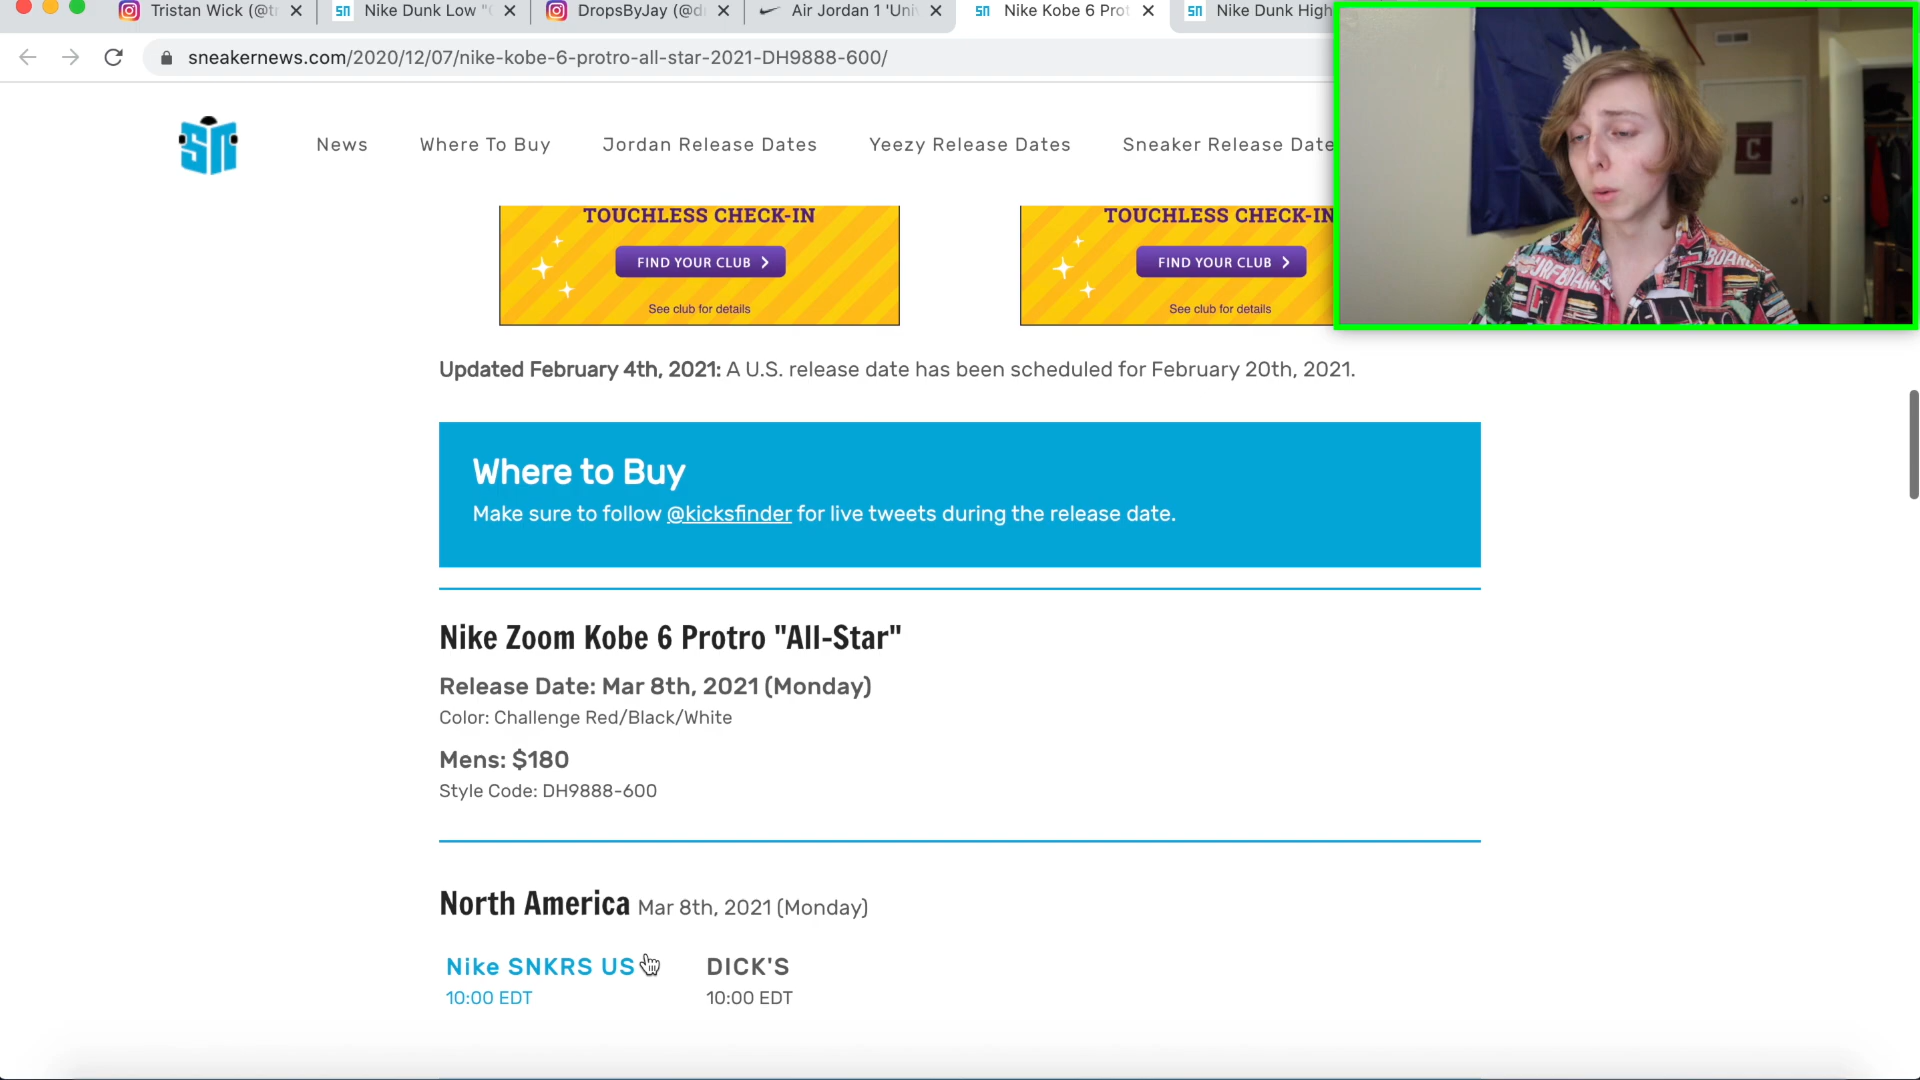 Tristan Wick (@tr
Nike Dunk Low "
DropsByJay (@d
Air Jordan 1 'Uni
Nike Kobe 6 Prot
Nike Dunk High
sneakernews.com/2020/12/07/nike-kobe-6-protro-all-star-2021-DH9888-600/
News
Where To Buy
Jordan Release Dates
Yeezy Release Dates
Sneaker Release Date
TOUCHLESS CHECK-IN
FIND YOUR CLUB
See club for details
TOUCHLESS CHECK-IN
FIND YOUR CLUB
See club for details
Updated February 4th, 2021: A U.S. release date has been scheduled for February 20th, 2021.
Where to Buy
Make sure to follow @kicksfinder for live tweets during the release date.
Nike Zoom Kobe 6 Protro "All-Star"
Release Date: Mar 8th, 2021 (Monday)
Color: Challenge Red/Black/White
Mens: $180
Style Code: DH9888-600
North America Mar 8th, 2021 (Monday)
Nike SNKRS US
10:00 EDT
DICK'S
10:00 EDT